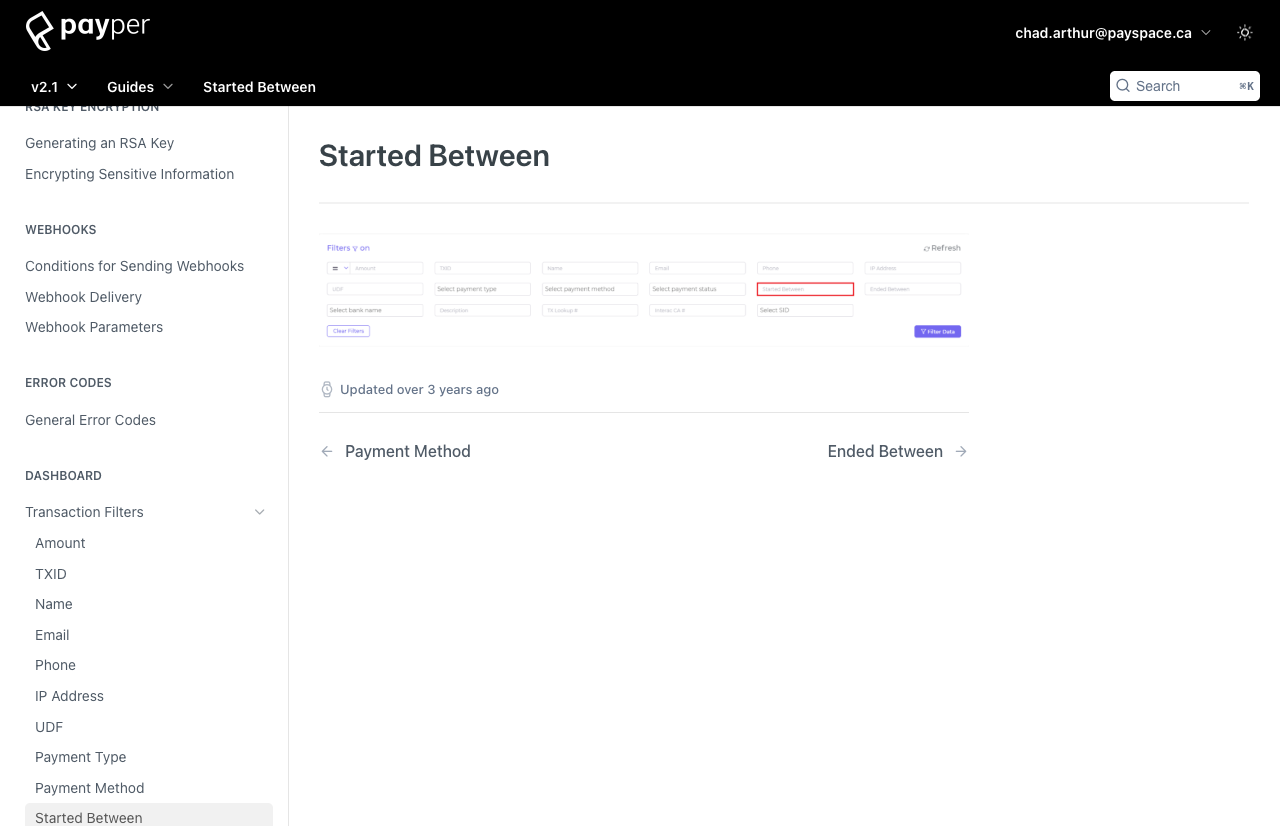 payper
chad.arthur@payspace.ca
v2.1
Guides
Started Between
Search
⌘K
RSA KEY ENCRYPTION
Generating an RSA Key
Encrypting Sensitive Information
WEBHOOKS
Conditions for Sending Webhooks
Webhook Delivery
Webhook Parameters
ERROR CODES
General Error Codes
DASHBOARD
Transaction Filters
Amount
TXID
Name
Email
Phone
IP Address
UDF
Payment Type
Payment Method
Started Between
Started Between
Filters on
Refresh
Amount
TXID
Name
Email
Phone
IP Address
UDF
Select payment type
Select payment method
Select payment status
Started Between
Ended Between
Select bank name
Description
FX Lookup #
Interac CA #
Select SIO
Clear Filters
Filter Data
Updated over 3 years ago
Payment Method
Ended Between